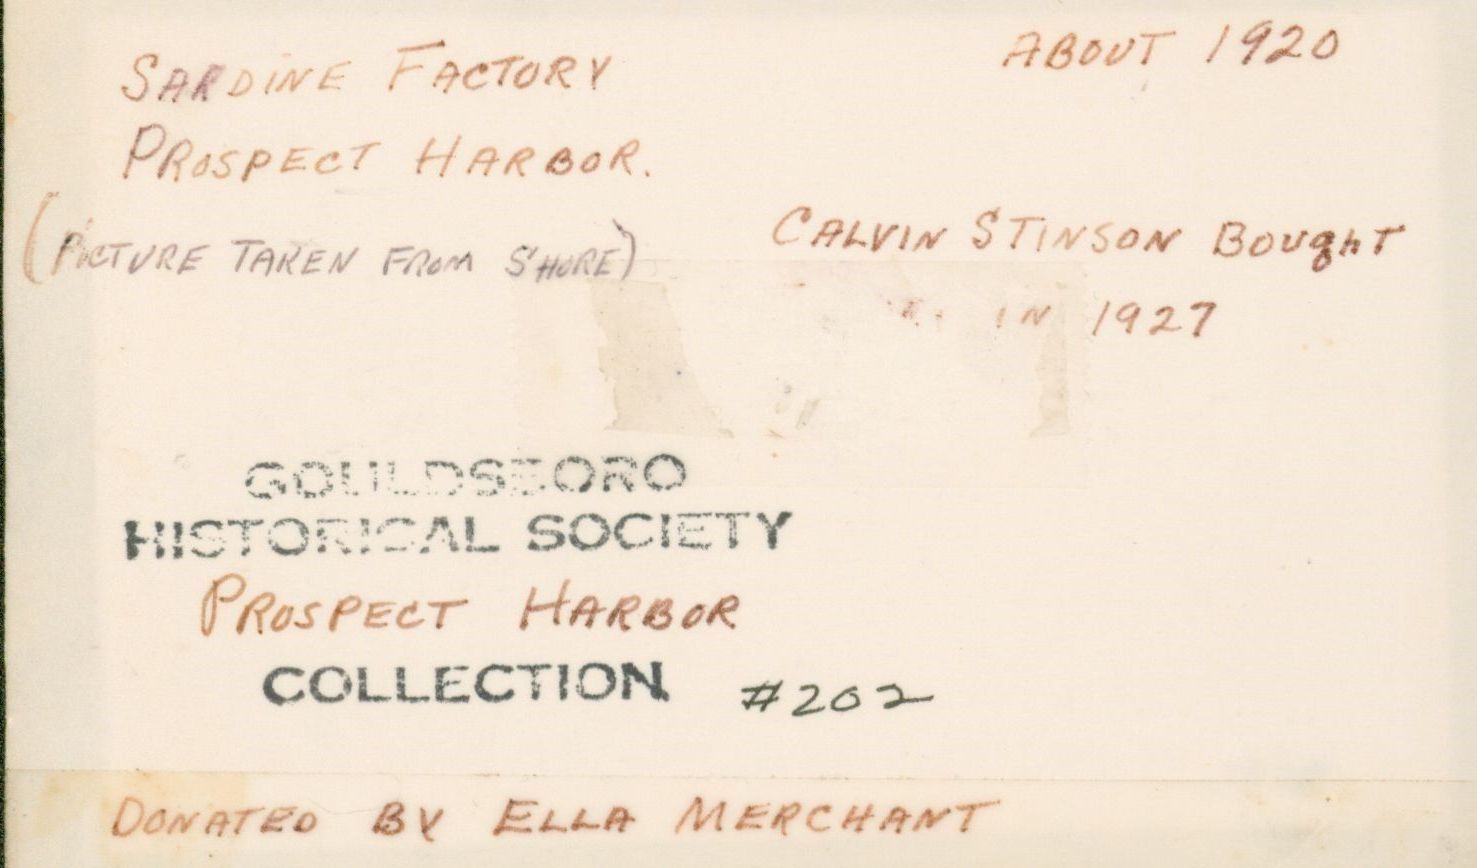 SARDINE FACTORY
ABOUT 1920
PROSPECT HARBOR.
(PICTURE TAKEN FROM SHORE)
CALVIN STINSON BOUGHT
IN 1927
GOULDSBORO
HISTORICAL SOCIETY
PROSPECT HARBOR
COLLECTION #202
DONATED BY ELLA MERCHANT